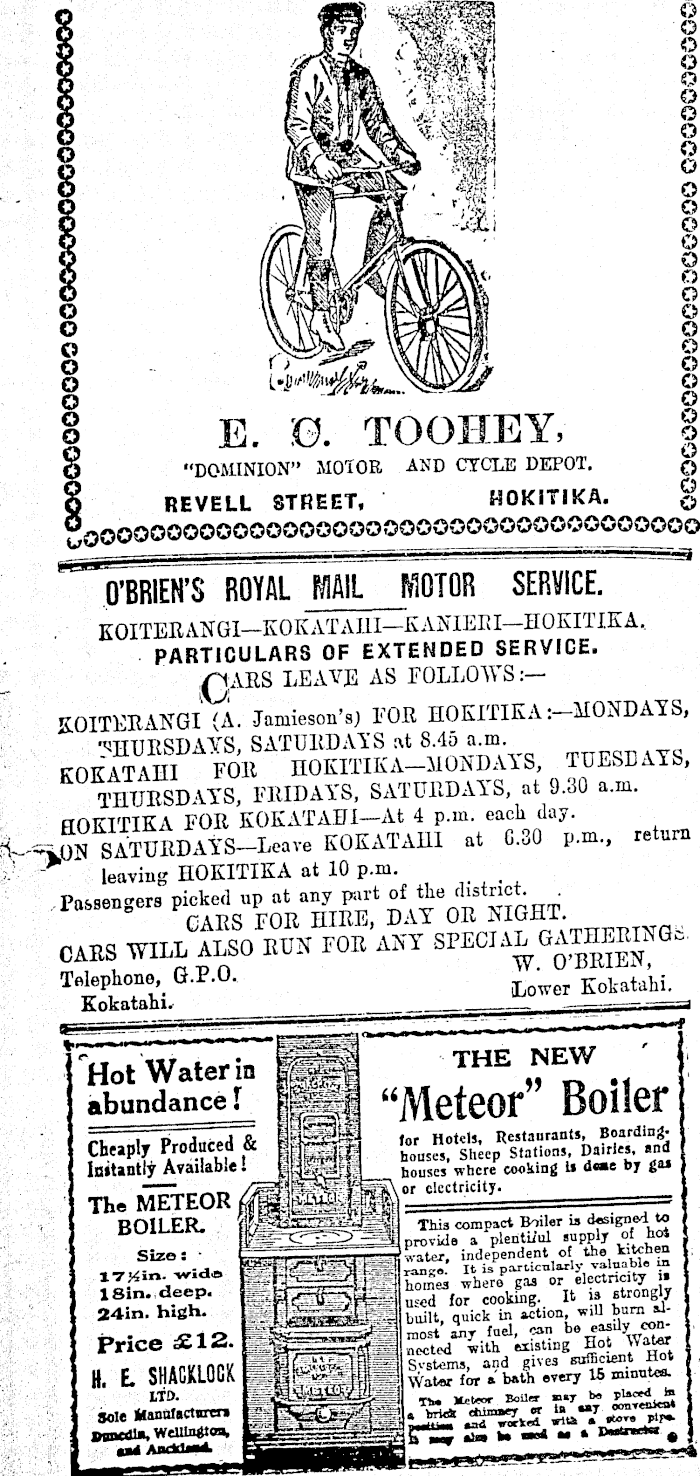 E. C. TOOHEY,
"DOMINION" MOTOR AND CYCLE DEPOT.
REVELL STREET, HOKITIKA.
O'BRIEN'S ROYAL MAIL MOTOR SERVICE.
KOITERANGI—KOKATAHI—KANIERI—HOKITIKA.
PARTICULARS OF EXTENDED SERVICE.
CARS LEAVE AS FOLLOWS:—
KOITERANGI (A. Jamieson's) FOR HOKITIKA:—MONDAYS,
THURSDAYS, SATURDAYS at 8.45 a.m.
KOKATAHI FOR HOKITIKA—MONDAYS, TUESDAYS,
THURSDAYS, FRIDAYS, SATURDAYS, at 9.30 a.m.
HOKITIKA FOR KOKATAHI—At 4 p.m. each day.
ON SATURDAYS—Leave KOKATAHI at 6.30 p.m., return
leaving HOKITIKA at 10 p.m.
Passengers picked up at any part of the district.
CARS FOR HIRE, DAY OR NIGHT.
CARS WILL ALSO RUN FOR ANY SPECIAL GATHERINGS.
Telephone, G.P.O.
Kokatahi.
W. O'BRIEN,
Lower Kokatahi.
Hot Water in
abundance!
Cheaply Produced &
Instantly Available!
The METEOR
BOILER.
Size:
17½in. wide
18in. deep.
24in. high.
Price £12.
H. E. SHACKLOCK
LTD.
Sole Manufacturers
Dunedin, Wellington,
and Auckland.
METEOR
THE NEW
"Meteor" Boiler
for Hotels, Restaurants, Boarding-
houses, Sheep Stations, Dairies, and
houses where cooking is done by gas
or electricity.
This compact Boiler is designed to
provide a plentiful supply of hot
water, independent of the kitchen
range. It is particularly valuable in
homes where gas or electricity is
used for cooking. It is strongly
built, quick in action, will burn al-
most any fuel, can be easily con-
nected with existing Hot Water
Systems, and gives sufficient Hot
Water for a bath every 15 minutes.
The Meteor Boiler may be placed in
a brick chimney or in any convenient
position and worked with a stove pipe.
It may also be used as a Destructor.